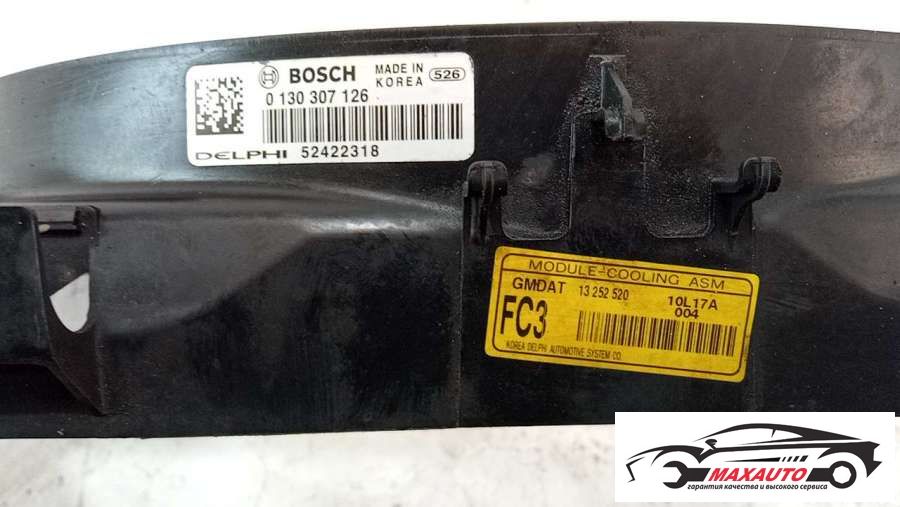 BOSCH MADE IN KOREA 526
0 130 307 126
DELPHI 52422318
MODULE-COOLING ASM
GMDAT 13 252 520 10L17A
004
FC3
KOREA DELPHI AUTOMOTIVE SYSTEM CO.
MAXAUTO
гарантия качества и высокого сервиса